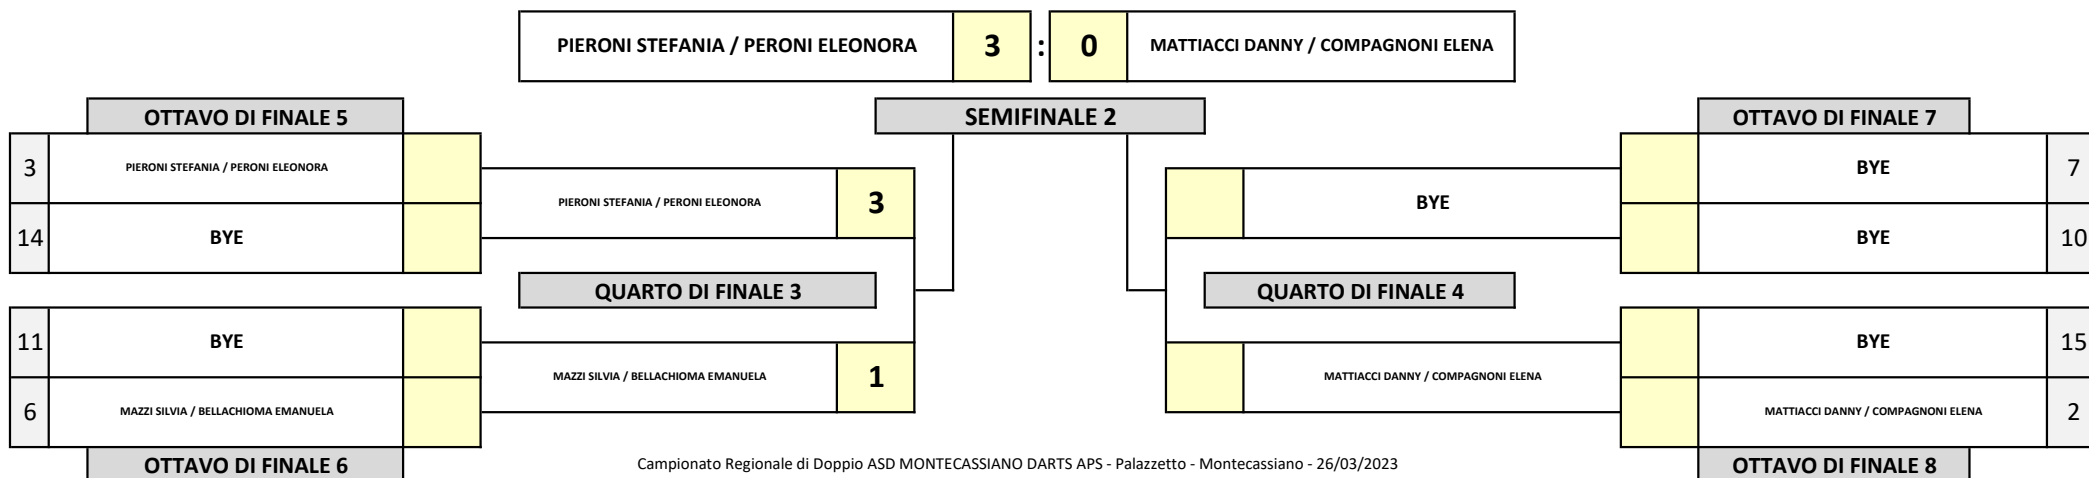 PIERONI STEFANIA / PERONI ELEONORA 3 : 0 MATTIACCI DANNY / COMPAGNONI ELENA
OTTAVO DI FINALE 5 SEMIFINALE 2 OTTAVO DI FINALE 7
3 PIERONI STEFANIA / PERONI ELEONORA BYE 7
PIERONI STEFANIA / PERONI ELEONORA 3 BYE
14 BYE BYE 10
QUARTO DI FINALE 3 QUARTO DI FINALE 4
11 BYE BYE 15
MAZZI SILVIA / BELLACHIOMA EMANUELA 1 MATTIACCI DANNY / COMPAGNONI ELENA
6 MAZZI SILVIA / BELLACHIOMA EMANUELA MATTIACCI DANNY / COMPAGNONI ELENA 2
OTTAVO DI FINALE 6 Campionato Regionale di Doppio ASD MONTECASSIANO DARTS APS - Palazzetto - Montecassiano - 26/03/2023 OTTAVO DI FINALE 8